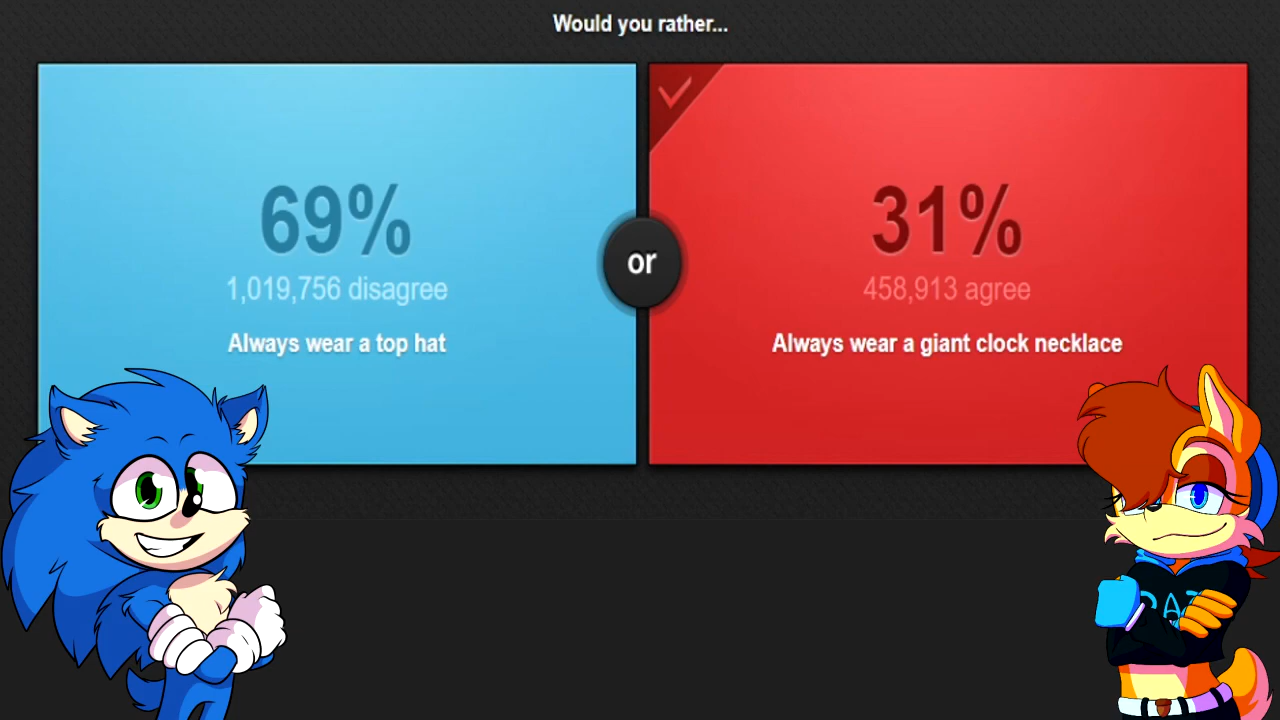 Would you rather...
69%
1,019,756 disagree
Always wear a top hat
or
31%
458,913 agree
Always wear a giant clock necklace